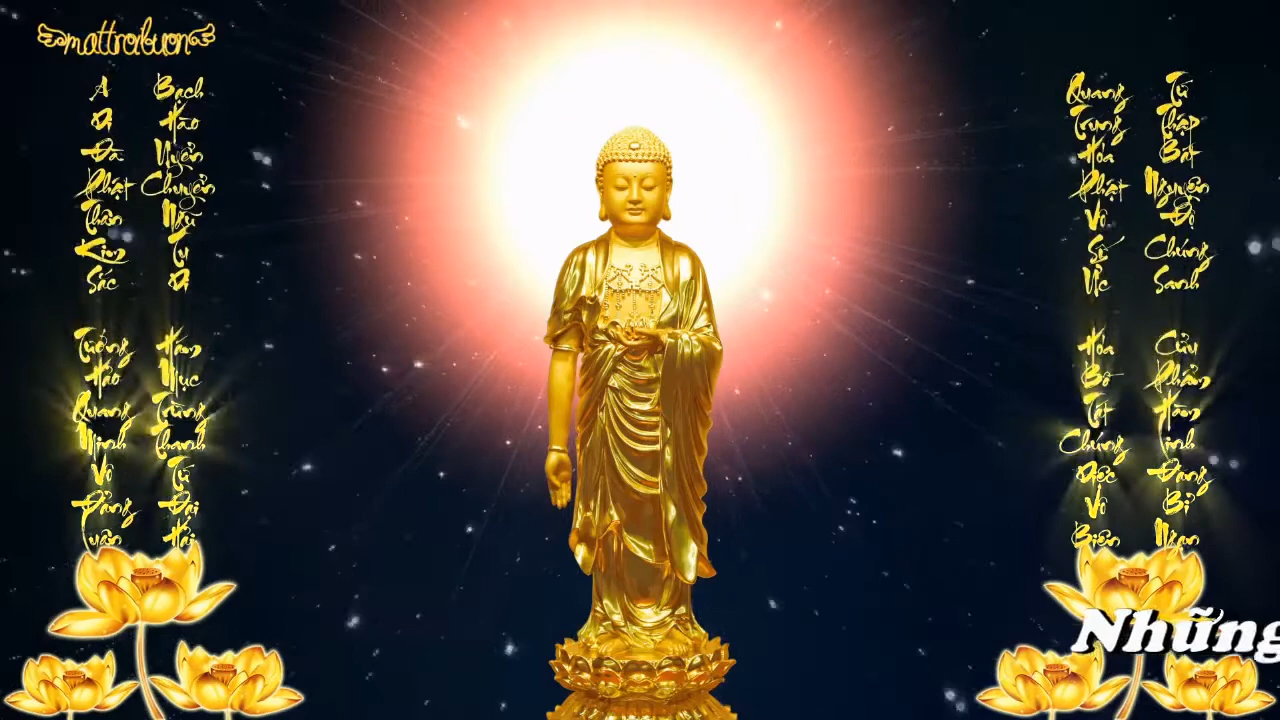 mattroibuon
A Di Đà Phật Thân Kim Sắc
Tướng Hảo Quang Minh Vô Đẳng Luân
Bạch Hào Uyển Chuyển Ngũ Tu Di
Hám Mục Trừng Thanh Tứ Đại Hải
Quang Trung Hóa Phật Vô Số Ức
Hóa Bồ Tát Chúng Diệc Vô Biên
Tứ Thập Bát Nguyện Độ Chúng Sanh
Cửu Phẩm Hàm Linh Đăng Bỉ Ngạn
Những